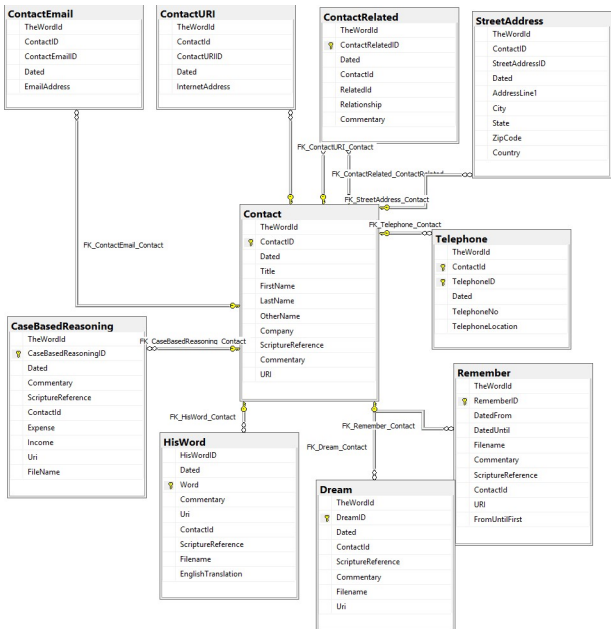 ContactEmail
TheWordId
ContactID
ContactEmailID
Dated
EmailAddress
ContactURI
TheWordId
ContactId
ContactURIID
Dated
InternetAddress
ContactRelated
TheWordId
ContactRelatedID
Dated
ContactId
RelatedId
Relationship
Commentary
StreetAddress
TheWordId
ContactID
StreetAddressID
Dated
AddressLine1
City
State
ZipCode
Country
FK_ContactURI_Contact
FK_ContactRelated_ContactRelated
FK_StreetAddress_Contact
FK_Telephone_Contact
FK_ContactEmail_Contact
Contact
TheWordId
ContactID
Dated
Title
FirstName
LastName
OtherName
Company
ScriptureReference
Commentary
URI
Telephone
TheWordId
ContactId
TelephoneID
Dated
TelephoneNo
TelephoneLocation
CaseBasedReasoning
TheWordId
CaseBasedReasoningID
Dated
Commentary
ScriptureReference
ContactId
Expense
Income
Uri
FileName
FK_CaseBasedReasoning_Contact
FK_HisWord_Contact
FK_Remember_Contact
FK_Dream_Contact
HisWord
HisWordID
Dated
Word
Commentary
Uri
ContactId
ScriptureReference
Filename
EnglishTranslation
Dream
TheWordId
DreamID
Dated
ContactId
ScriptureReference
Commentary
Filename
Uri
Remember
TheWordId
RememberID
DatedFrom
DatedUntil
Filename
Commentary
ScriptureReference
ContactId
URI
FromUntilFirst